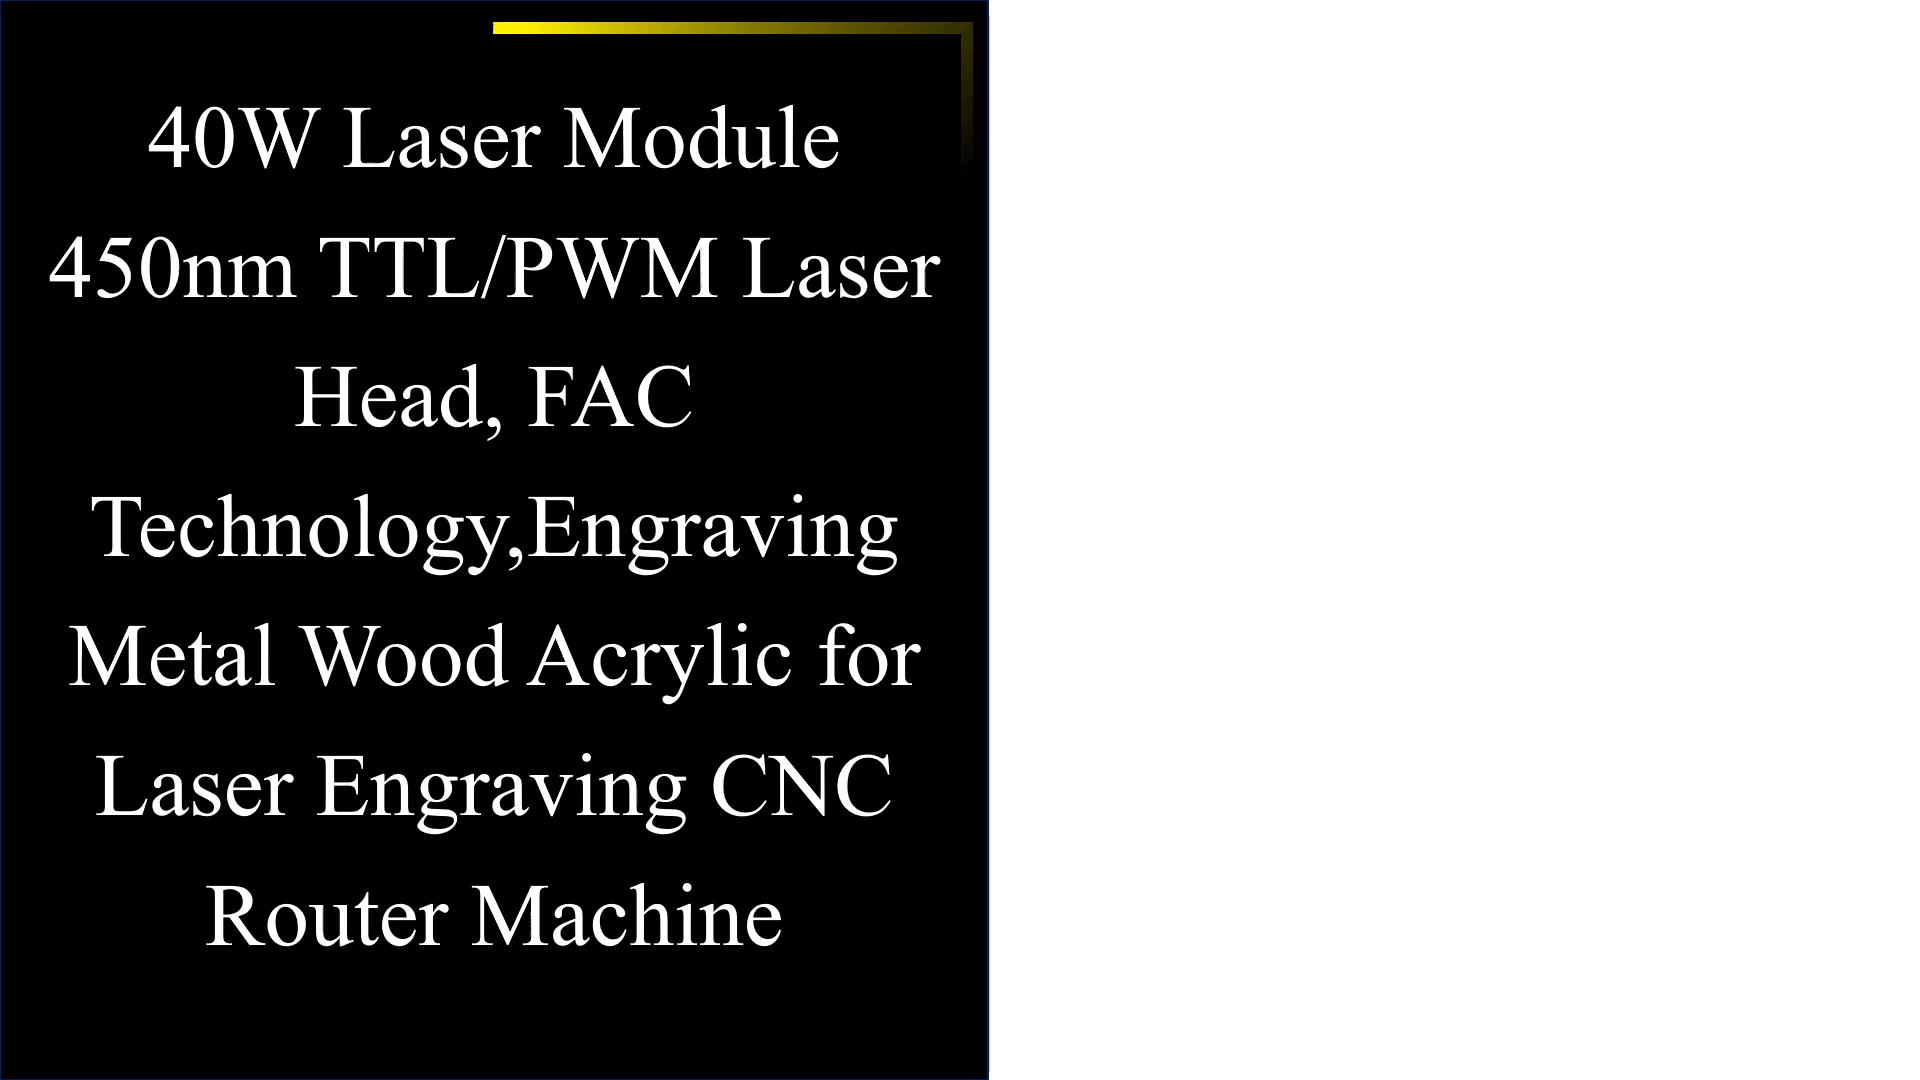 40W Laser Module
450nm TTL/PWM Laser
Head, FAC
Technology,Engraving
Metal Wood Acrylic for
Laser Engraving CNC
Router Machine